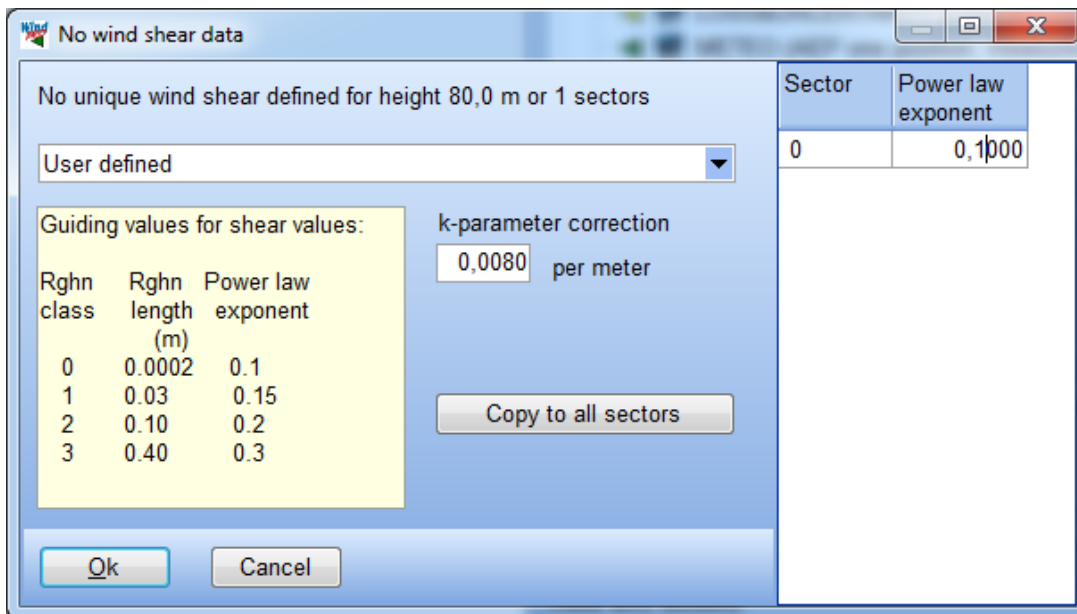 No wind shear data
No unique wind shear defined for height 80,0 m or 1 sectors
User defined
Guiding values for shear values:
Rghn Rghn Power law
class length exponent
(m)
0 0.0002 0.1
1 0.03 0.15
2 0.10 0.2
3 0.40 0.3
k-parameter correction
0,0080 per meter
Copy to all sectors
Ok Cancel
Sector Power law
exponent
0 0,1000